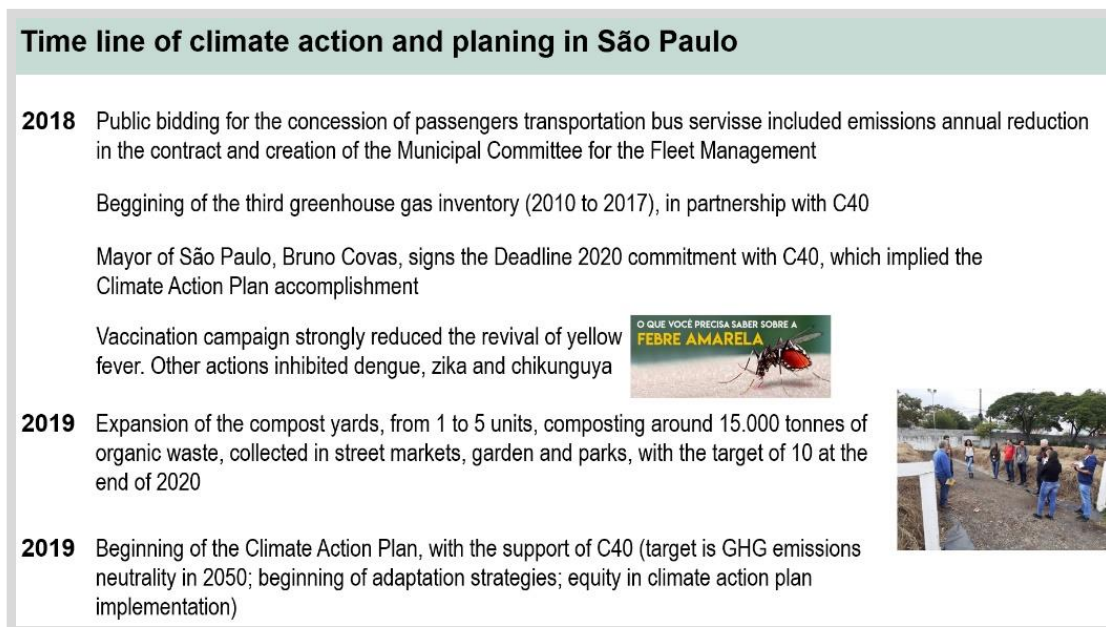 Time line of climate action and planing in São Paulo
2018 Public bidding for the concession of passengers transportation bus servisse included emissions annual reduction
in the contract and creation of the Municipal Committee for the Fleet Management
Beggining of the third greenhouse gas inventory (2010 to 2017), in partnership with C40
Mayor of São Paulo, Bruno Covas, signs the Deadline 2020 commitment with C40, which implied the
Climate Action Plan accomplishment
Vaccination campaign strongly reduced the revival of yellow
fever. Other actions inhibited dengue, zika and chikunguya
O QUE VOCÊ PRECISA SABER SOBRE A
FEBRE AMARELA
2019 Expansion of the compost yards, from 1 to 5 units, composting around 15.000 tonnes of
organic waste, collected in street markets, garden and parks, with the target of 10 at the
end of 2020
2019 Beginning of the Climate Action Plan, with the support of C40 (target is GHG emissions
neutrality in 2050; beginning of adaptation strategies; equity in climate action plan
implementation)